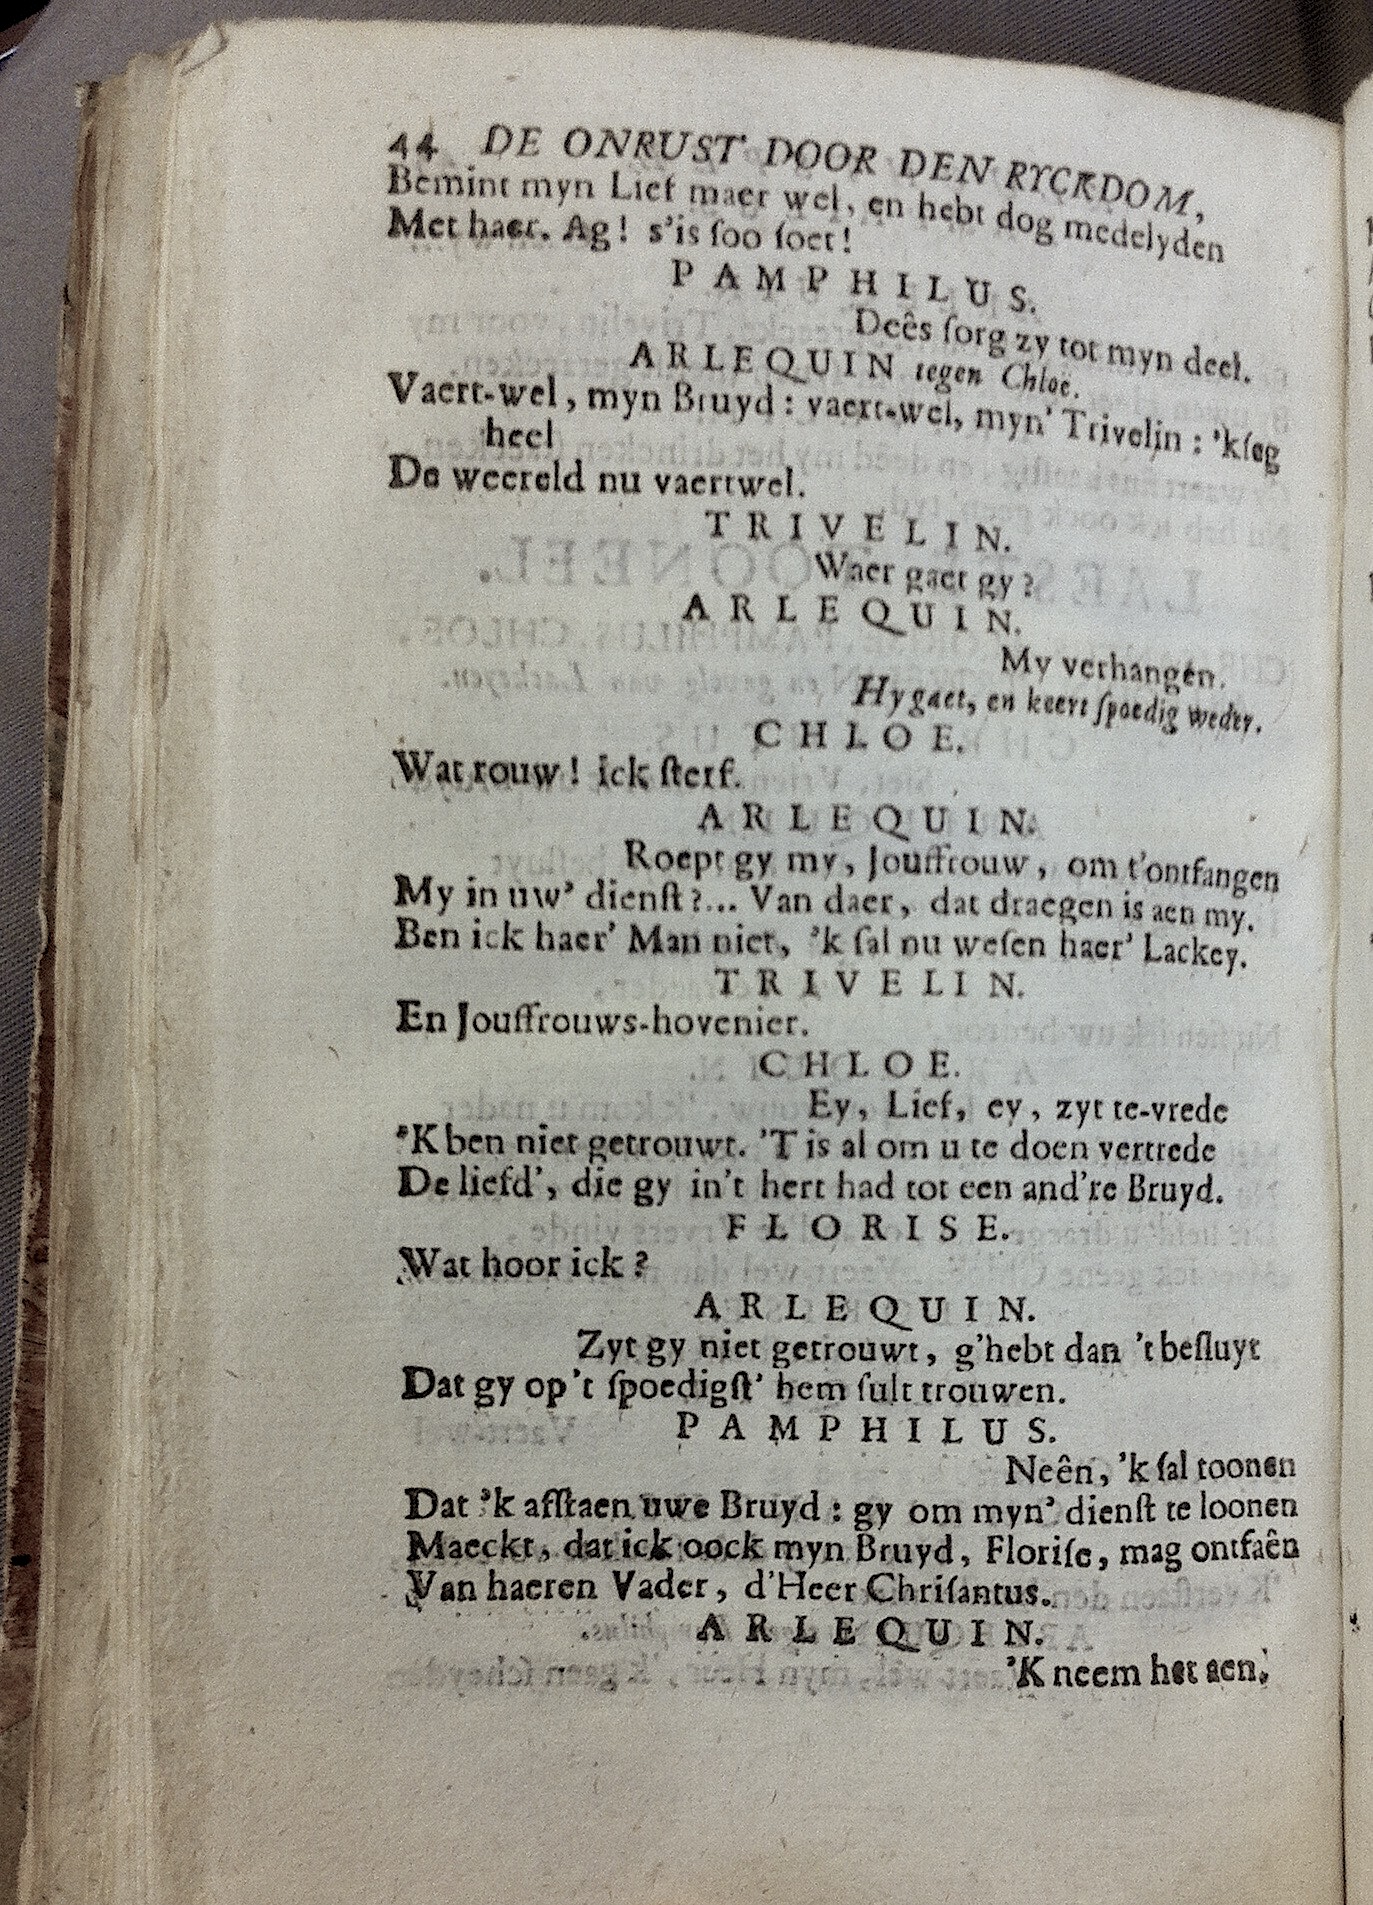 44 DE ONRUST DOOR DEN RYCKDOM,
Bemint myn Lief maer wel, en hebt dog medelyden
Met haer. Ag! s'is ſoo ſoet!
PAMPHILUS.
Deês ſorg zy tot myn deel.
ARLEQUIN tegen Chloë.
Vaert-wel, myn Bruyd: vaert-wel, myn' Trivelin: 'kſeg
heel
De weereld nu vaertwel.
TRIVELIN.
Waer gaet gy?
ARLEQUIN.
My verhangen.
Hy gaet, en keert ſpoedig weder.
CHLOE.
Wat rouw! ick ſterf.
ARLEQUIN.
Roept gy my, Jouffrouw, om t'ontfangen
My in uw' dienſt?... Van daer, dat draegen is aen my.
Ben ick haer' Man niet, 'k ſal nu weſen haer' Lackey.
TRIVELIN.
En Jouffrouws-hovenier.
CHLOE.
Ey, Lief, ey, zyt te-vrede
'K ben niet getrouwt. 'T is al om u te doen vertrede
De liefd', die gy in't hert had tot een and're Bruyd.
FLORISE.
Wat hoor ick?
ARLEQUIN.
Zyt gy niet getrouwt, g'hebt dan 't beſluyt
Dat gy op't ſpoedigſt' hem ſult trouwen.
PAMPHILUS.
Neên, 'k ſal toonen
Dat 'k afſtaen uwe Bruyd: gy om myn' dienſt te loonen
Maeckt, dat ick oock myn Bruyd, Floriſe, mag ontfaên
Van haeren Vader, d'Heer Chriſantus.
ARLEQUIN.
'K neem het aen.